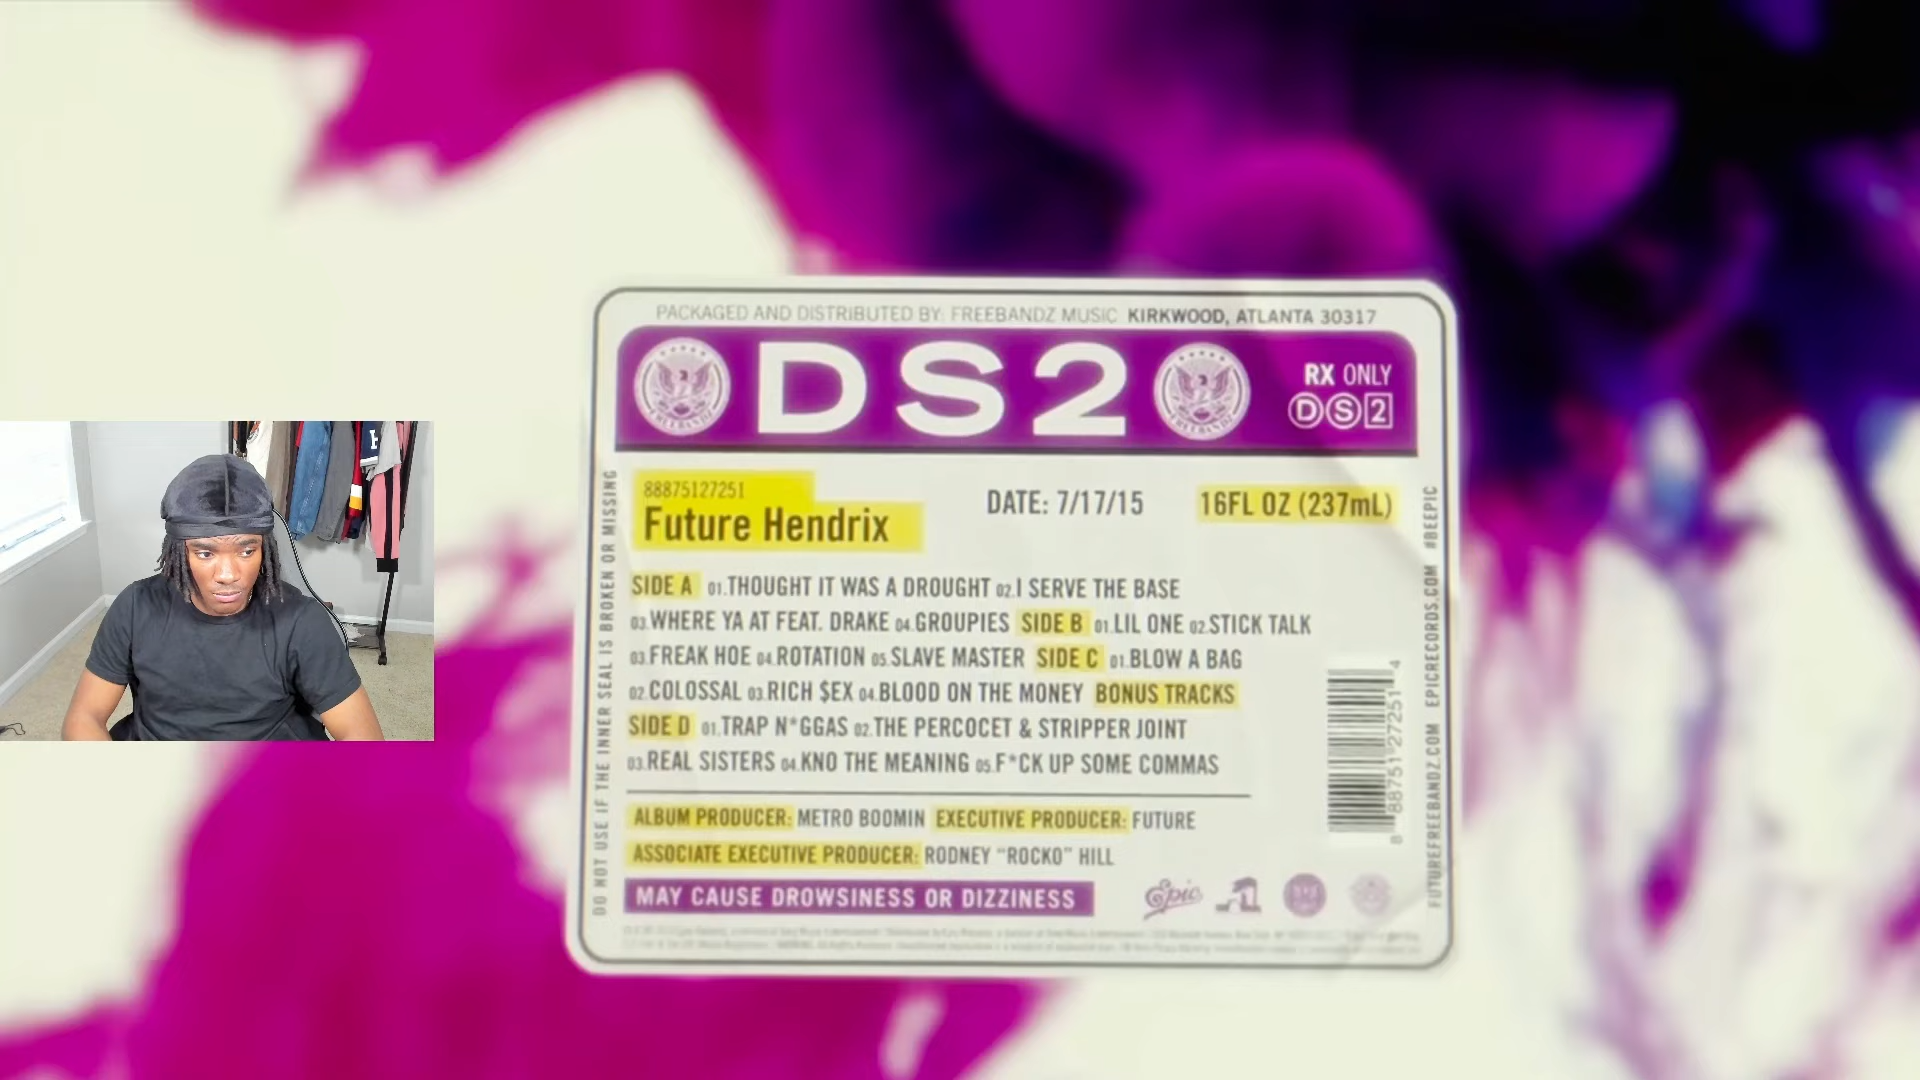 PACKAGED AND DISTRIBUTED BY: FREEBANDZ MUSIC KIRKWOOD, ATLANTA 30317
DS2
RX ONLY
DS2
88875127251
Future Hendrix
DATE: 7/17/15
16FL OZ (237mL)
SIDE A 01.THOUGHT IT WAS A DROUGHT 02.I SERVE THE BASE
03.WHERE YA AT FEAT. DRAKE 04.GROUPIES SIDE B 01.LIL ONE 02.STICK TALK
03.FREAK HOE 04.ROTATION 05.SLAVE MASTER SIDE C 01.BLOW A BAG
02.COLOSSAL 03.RICH $EX 04.BLOOD ON THE MONEY BONUS TRACKS
SIDE D 01.TRAP N*GGAS 02.THE PERCOCET & STRIPPER JOINT
03.REAL SISTERS 04.KNO THE MEANING 05.F*CK UP SOME COMMAS
ALBUM PRODUCER: METRO BOOMIN EXECUTIVE PRODUCER: FUTURE
ASSOCIATE EXECUTIVE PRODUCER: RODNEY “ROCKO” HILL
MAY CAUSE DROWSINESS OR DIZZINESS
Epic
DO NOT USE IF THE INNER SEAL IS BROKEN OR MISSING
FUTUREFREEBANDZ.COM EPICRECORDS.COM #BEEPIC
8 88751 27251 4